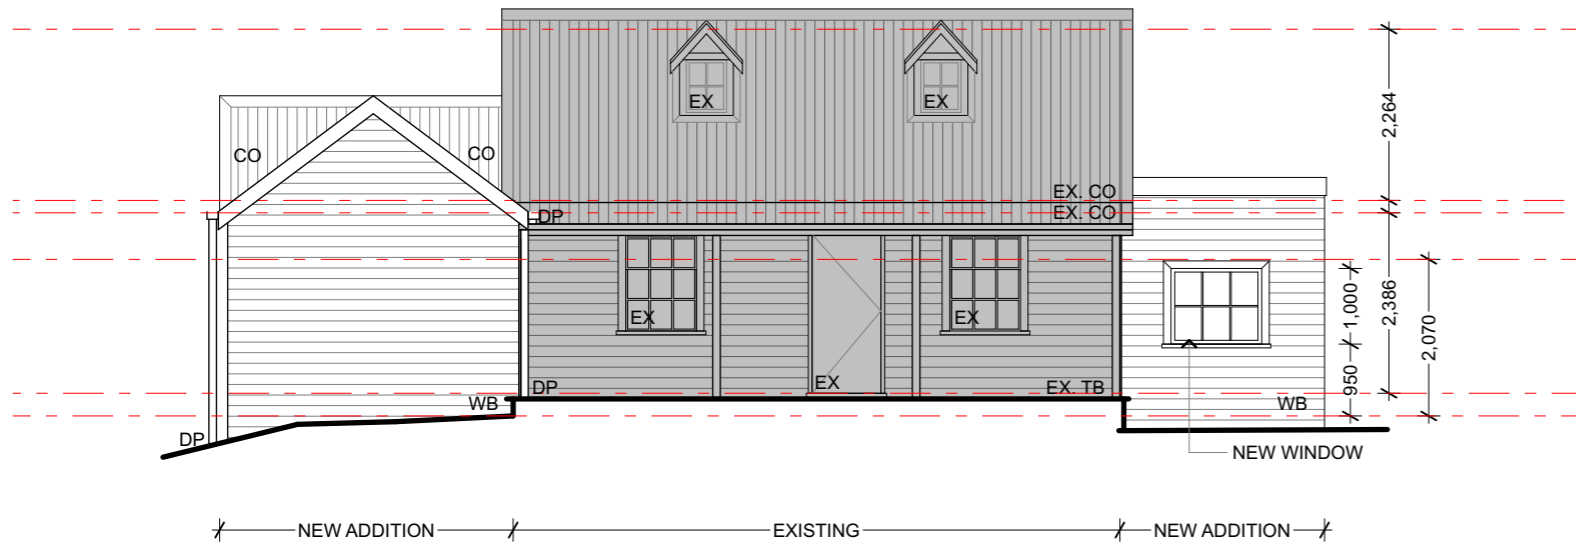 EX
EX
2,264
CO
CO
EX. CO
DP
EX. CO
EX
EX
1,000
2,386
2,070
DP
EX
EX. TB
950
WB
WB
DP
NEW WINDOW
NEW ADDITION
EXISTING
NEW ADDITION